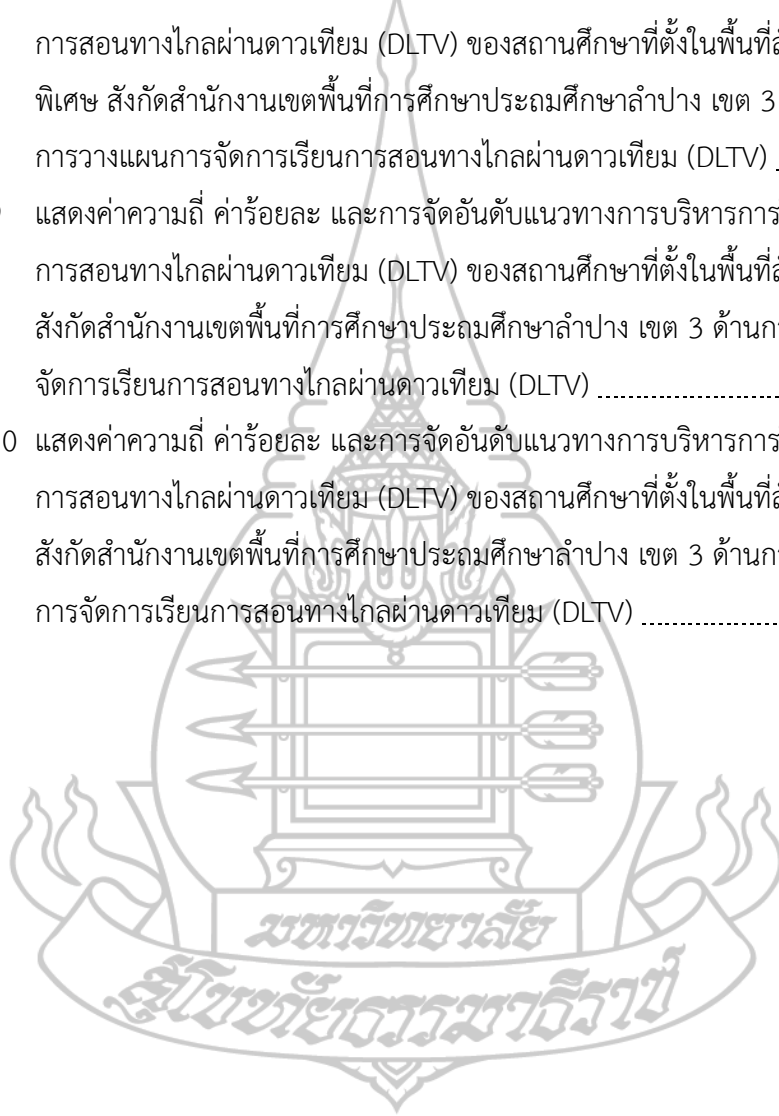 การสอนทางไกลผ่านดาวเทียม (DLTV) ของสถานศึกษาที่ตั้งในพื้นที่
พิเศษ สังกัดสำนักงานเขตพื้นที่การศึกษาประถมศึกษาลำปาง เขต 3
การวางแผนการจัดการเรียนการสอนทางไกลผ่านดาวเทียม (DLTV)
แสดงค่าความถี่ ค่าร้อยละ และการจัดอันดับแนวทางการบริหารการ
การสอนทางไกลผ่านดาวเทียม (DLTV) ของสถานศึกษาที่ตั้งในพื้นที่
สังกัดสำนักงานเขตพื้นที่การศึกษาประถมศึกษาลำปาง เขต 3 ด้าน
จัดการเรียนการสอนทางไกลผ่านดาวเทียม (DLTV)
0 แสดงค่าความถี่ ค่าร้อยละ และการจัดอันดับแนวทางการบริหารการ
การสอนทางไกลผ่านดาวเทียม (DLTV) ของสถานศึกษาที่ตั้งในพื้นที่
สังกัดสำนักงานเขตพื้นที่การศึกษาประถมศึกษาลำปาง เขต 3 ด้าน
การจัดการเรียนการสอนทางไกลผ่านดาวเทียม (DLTV)
มหาวิทยาลัย
สุโขทัยธรรมาธิราช